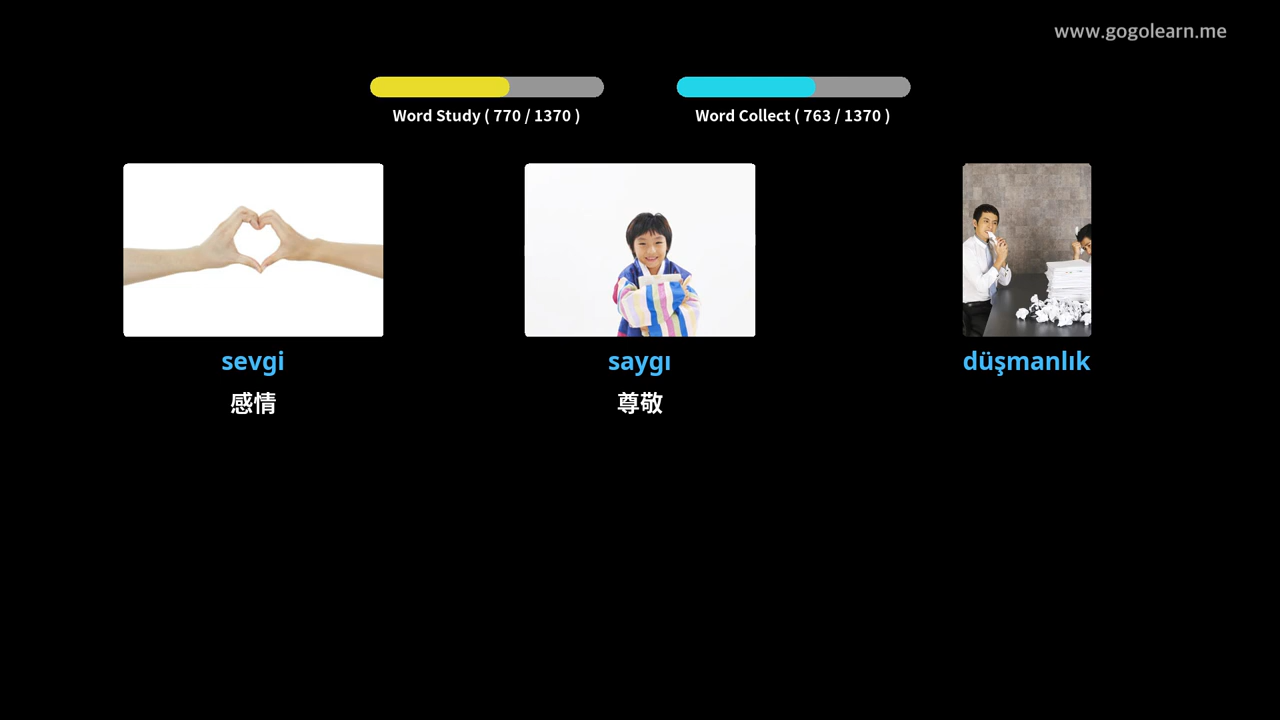 www.gogolearn.me
Word Study ( 770 / 1370 )
Word Collect ( 763 / 1370 )
sevgi
saygı
düşmanlık
感情
尊敬